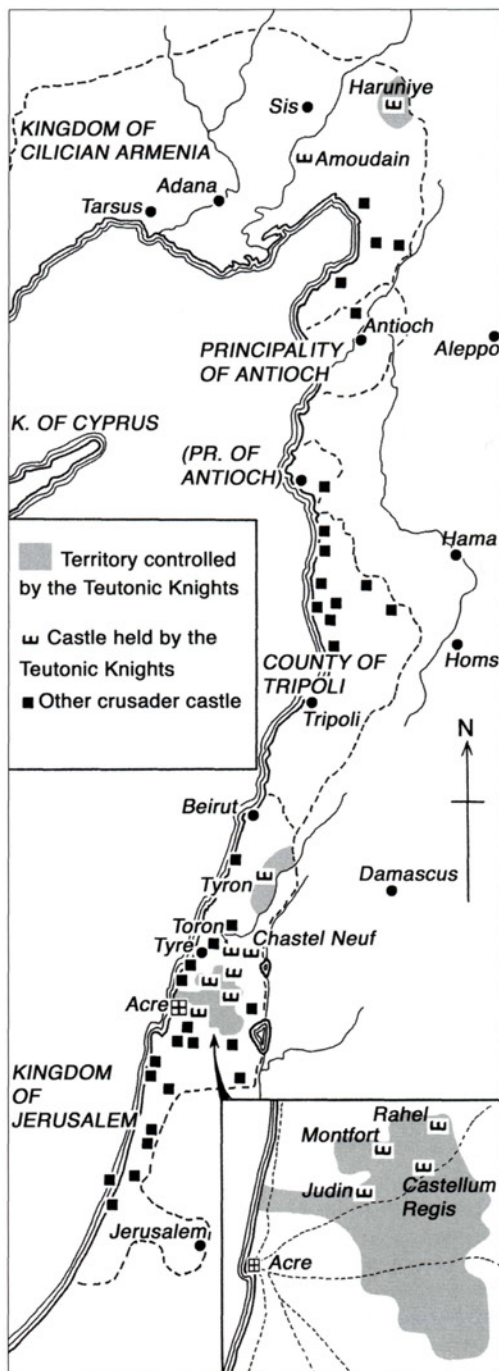 Haruniye
Sis
KINGDOM OF
CILICIAN ARMENIA
Amoudain
Adana
Tarsus
Antioch
Aleppo
PRINCIPALITY
OF ANTIOCH
K. OF CYPRUS
(PR. OF
ANTIOCH)
Territory controlled
by the Teutonic Knights
Castle held by the
Teutonic Knights
Other crusader castle
Hama
Homs
COUNTY OF
TRIPOLI
Tripoli
N
Beirut
Tyron
Damascus
Toron
Tyre
Chastel Neuf
Acre
KINGDOM
OF
JERUSALEM
Jerusalem
Rahel
Montfort
Judin
Castellum
Regis
Acre